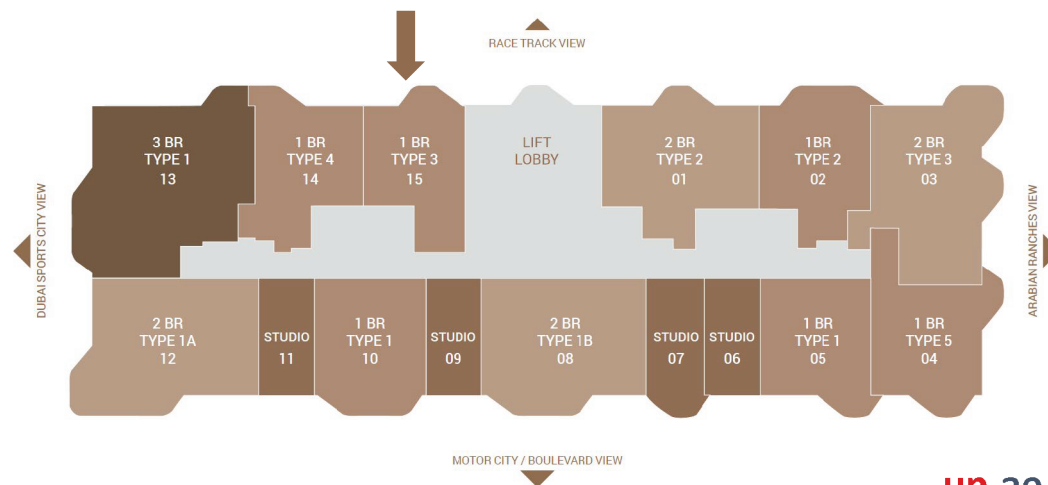 RACE TRACK VIEW
3 BR
TYPE 1
13
1 BR
TYPE 4
14
1 BR
TYPE 3
15
LIFT
LOBBY
2 BR
TYPE 2
01
1BR
TYPE 2
02
2 BR
TYPE 3
03
DUBAI SPORTS CITY VIEW
ARABIAN RANCHES VIEW
2 BR
TYPE 1A
12
STUDIO
11
1 BR
TYPE 1
10
STUDIO
09
2 BR
TYPE 1B
08
STUDIO
07
STUDIO
06
1 BR
TYPE 1
05
1 BR
TYPE 5
04
MOTOR CITY / BOULEVARD VIEW